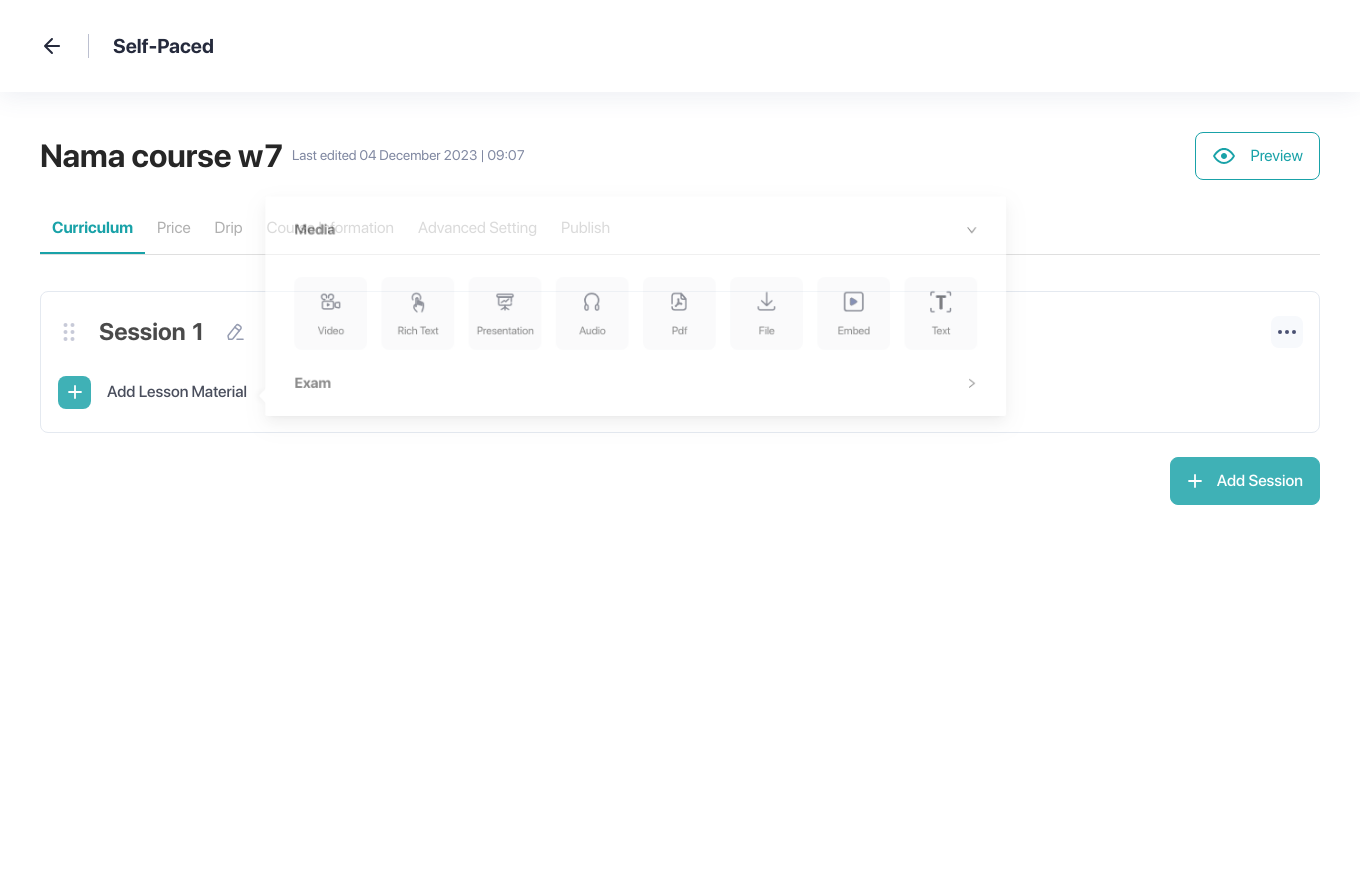 Self-Paced
Nama course w7 Last edited 04 December 2023 | 09:07
Preview
Curriculum Price Drip Course Information Advanced Setting Publish
Media
Video Rich Text Presentation Audio Pdf File Embed Text
Session 1
Exam
Add Lesson Material
Add Session